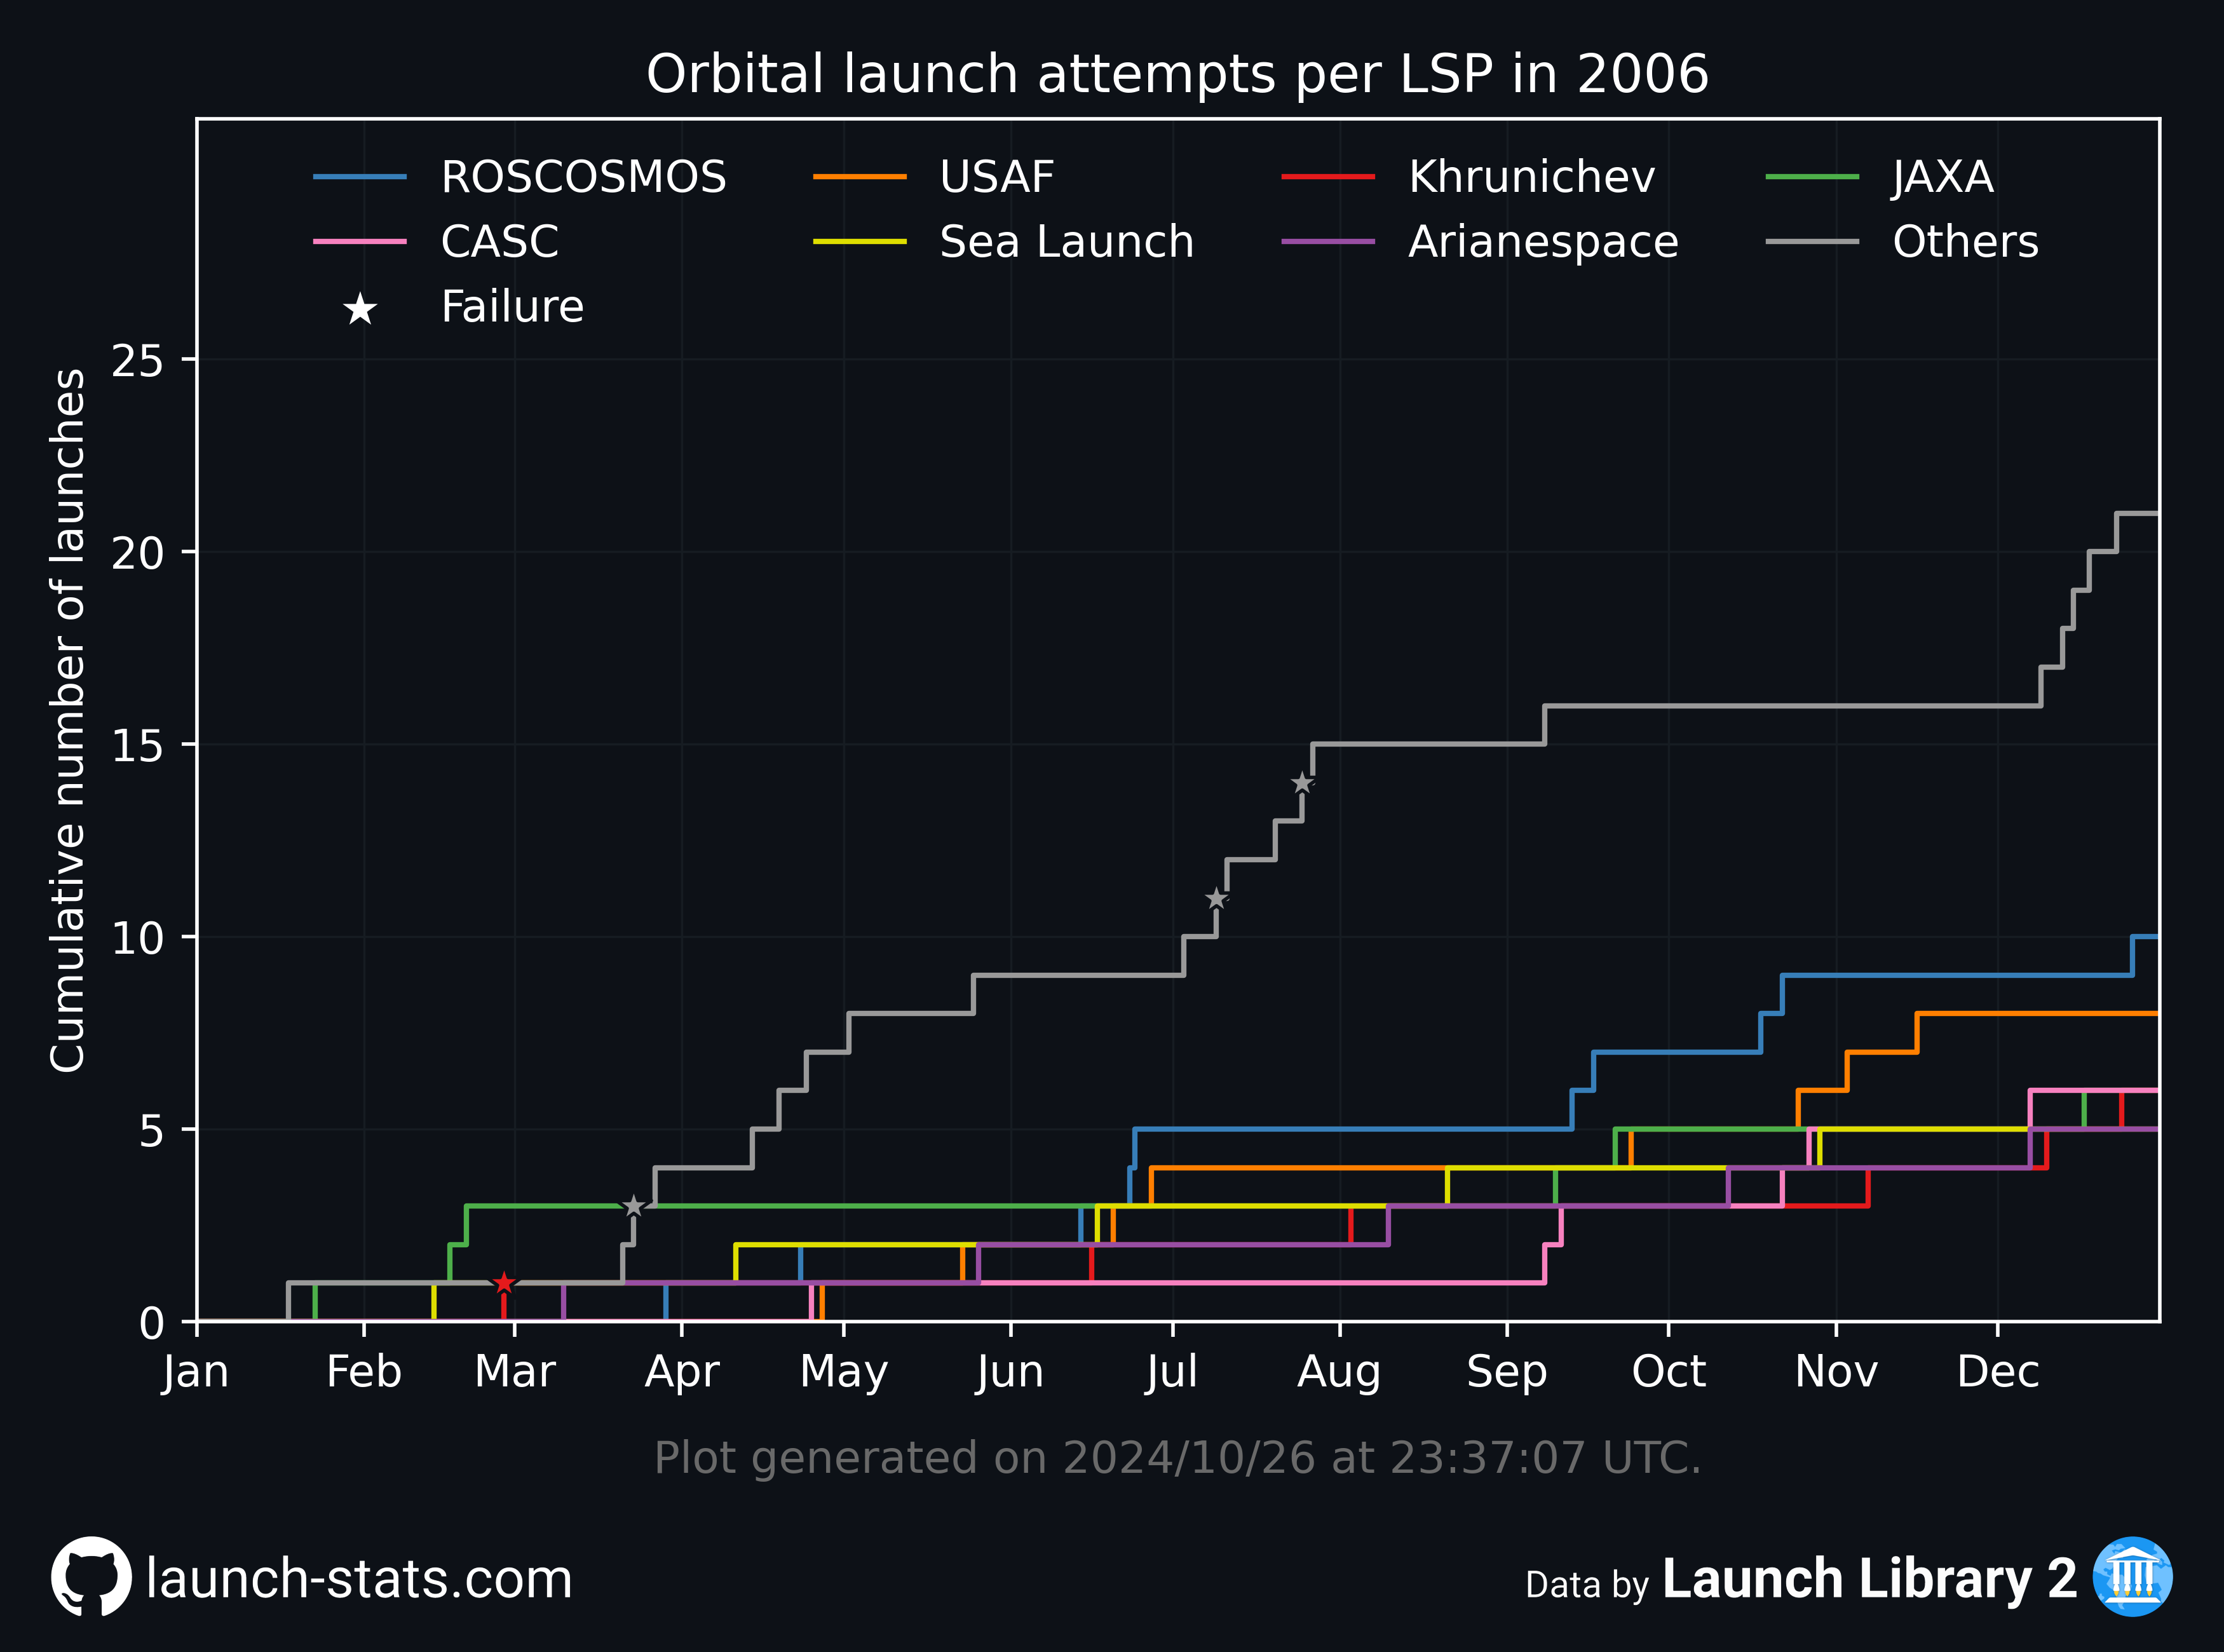 Orbital launch attempts per LSP in 2006
ROSCOSMOS USAF Khrunichev JAXA
CASC Sea Launch Arianespace Others
Failure
Cumulative number of launches
25
20
15
10
5
0
Jan Feb Mar Apr May Jun Jul Aug Sep Oct Nov Dec
Plot generated on 2024/10/26 at 23:37:07 UTC.
launch-stats.com
Data by Launch Library 2